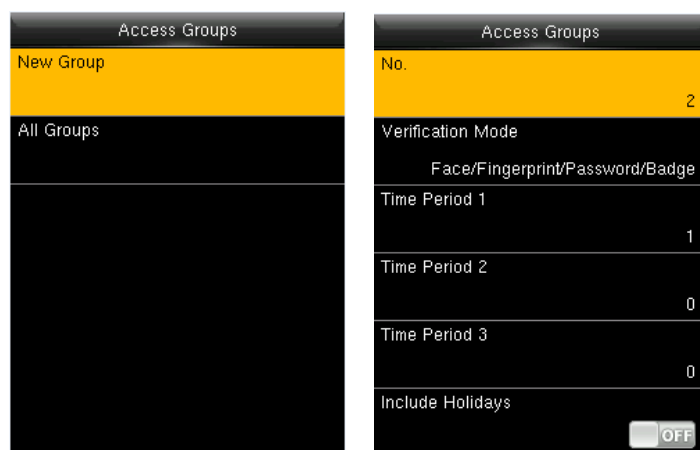 Access Groups
New Group
All Groups
Access Groups
No.
2
Verification Mode
Face/Fingerprint/Password/Badge
Time Period 1
1
Time Period 2
0
Time Period 3
0
Include Holidays
OFF